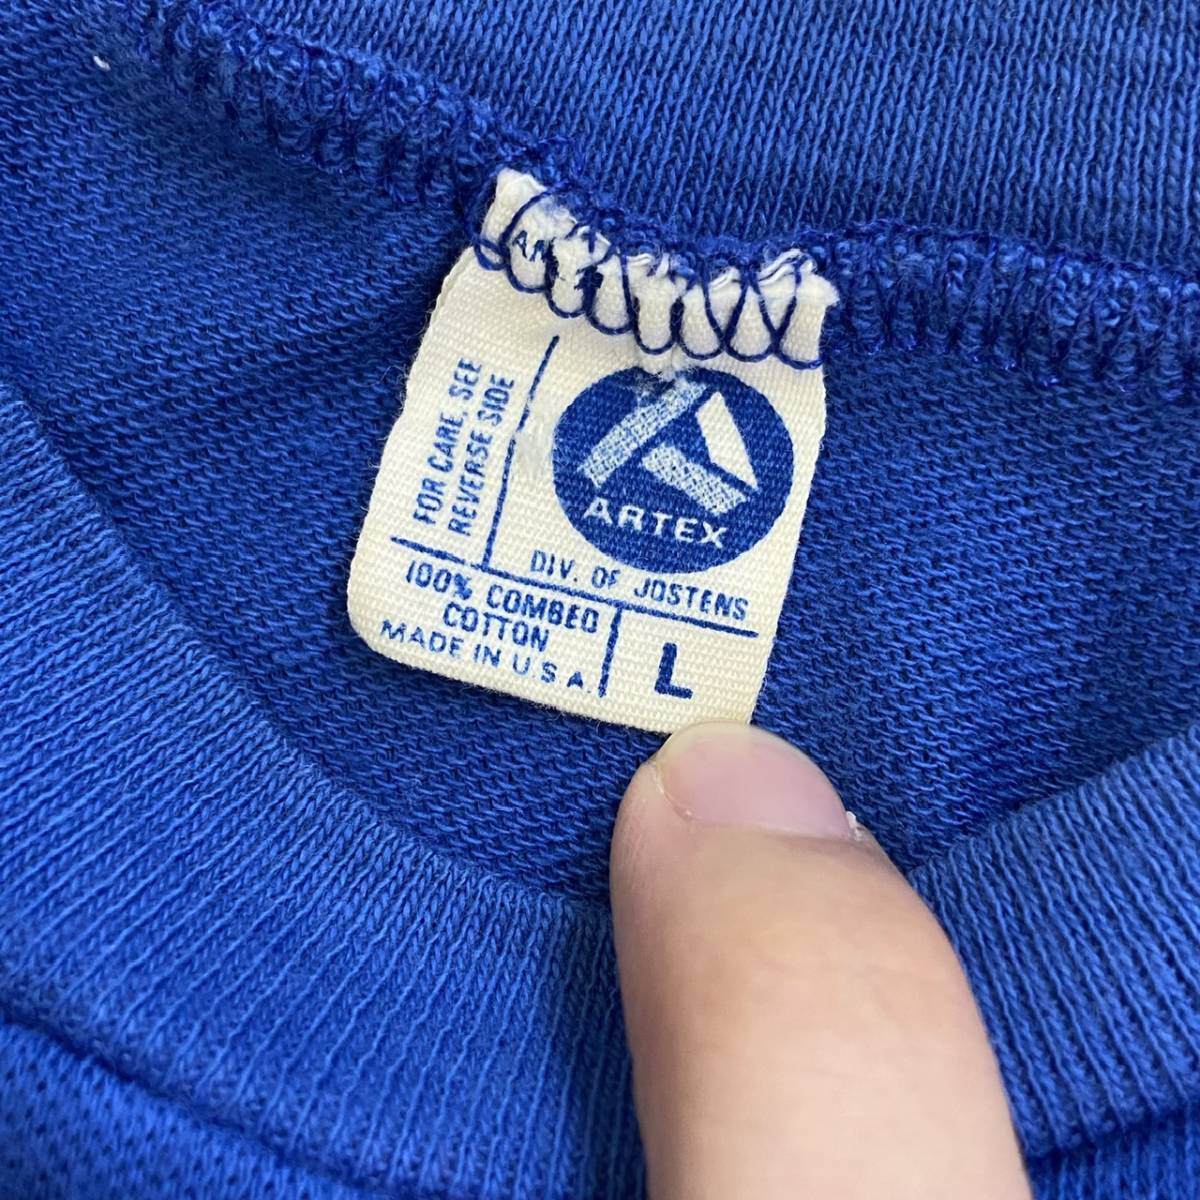 FOR CARE, SEE
REVERSE SIDE
ARTEX
DIV. OF JOSTENS
100% COMBED
COTTON
MADE IN U.S.A.
L